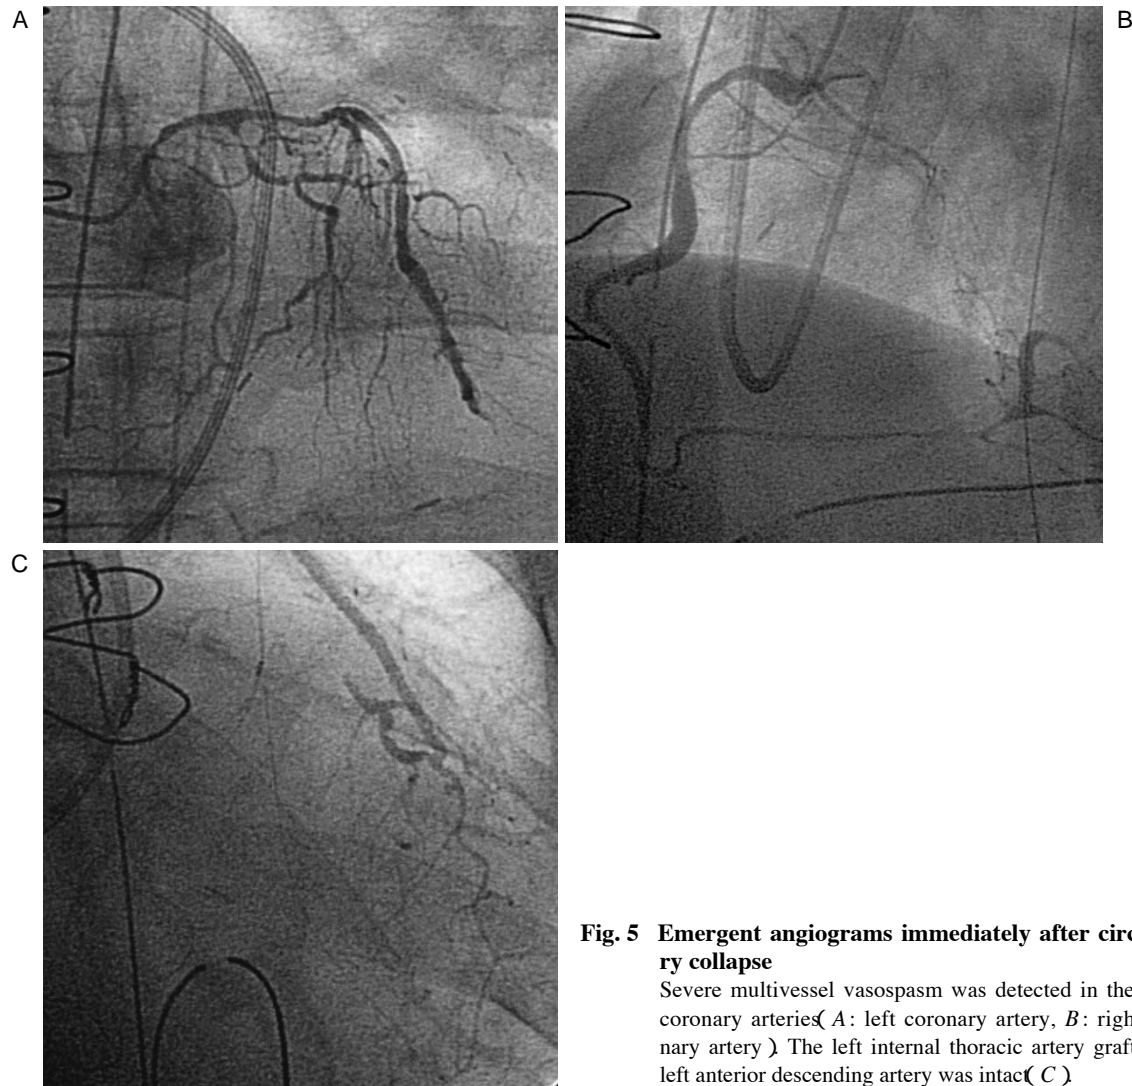 A
B
C
Fig. 5 Emergent angiograms immediately after circ
ry collapse
Severe multivessel vasospasm was detected in the
coronary arteries( A : left coronary artery, B : righ
nary artery ). The left internal thoracic artery graft
left anterior descending artery was intact( C ).